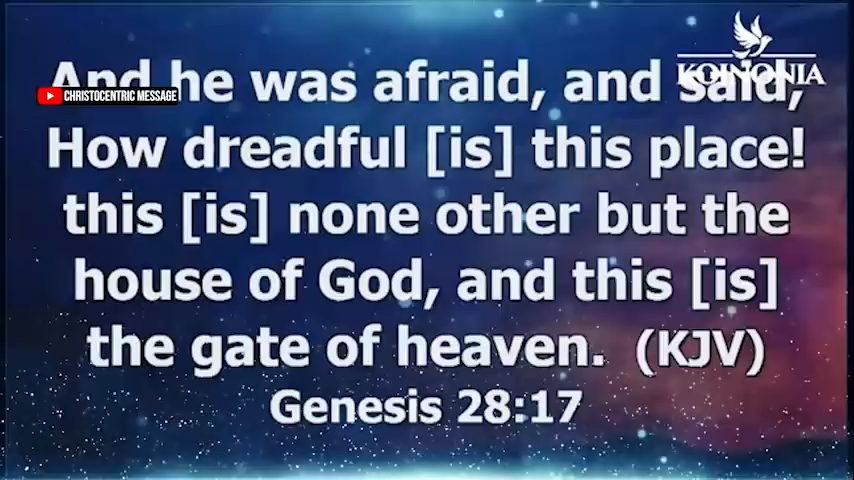 KOINONIA
CHRISTOCENTRIC MESSAGE
And he was afraid, and said,
How dreadful [is] this place!
this [is] none other but the
house of God, and this [is]
the gate of heaven. (KJV)
Genesis 28:17